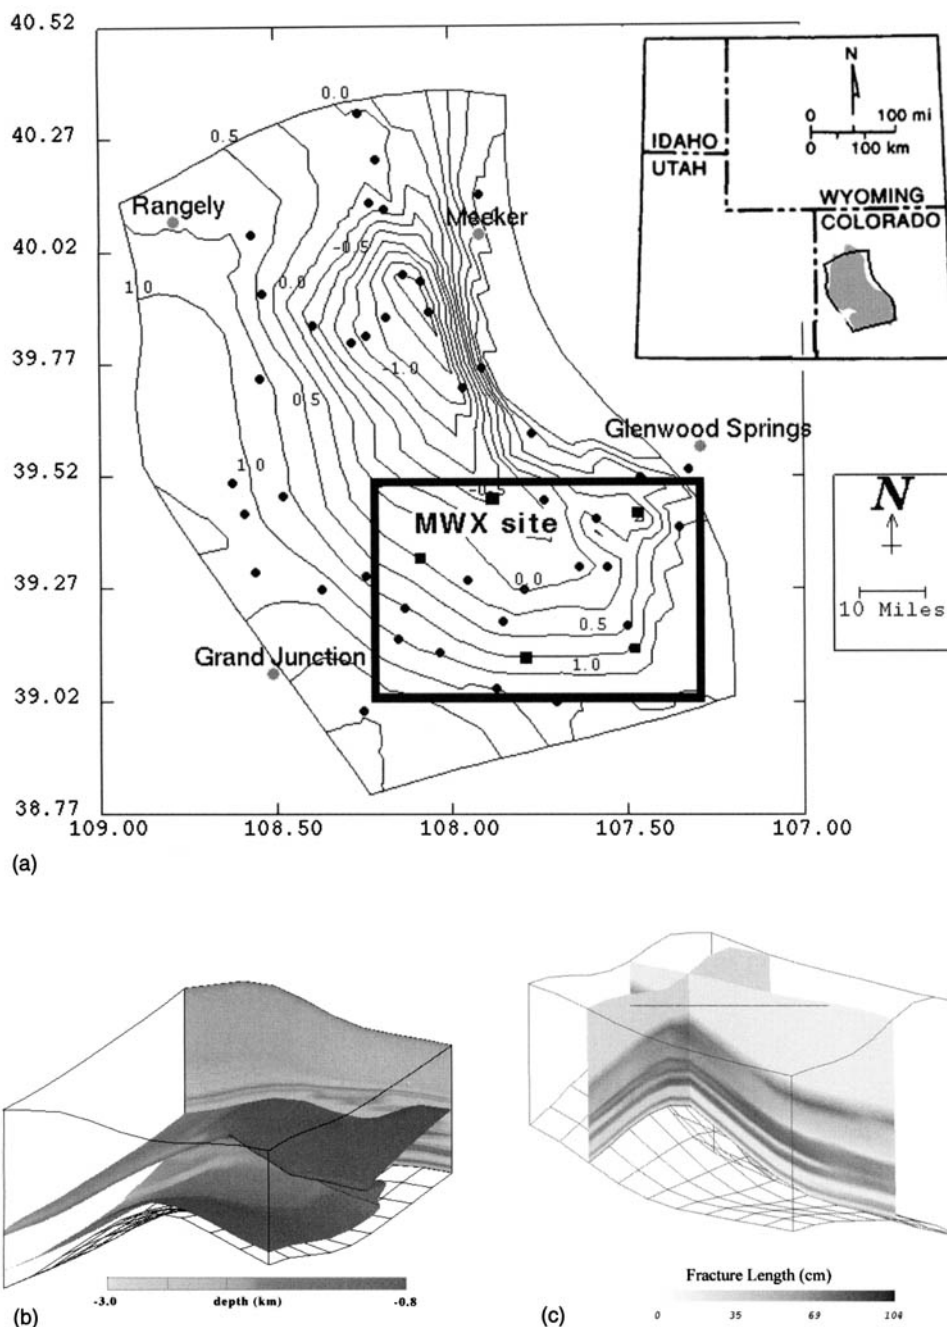 40.52
40.27
40.02
39.77
39.52
39.27
39.02
38.77
109.00 108.50 108.00 107.50 107.00
0.0
0.5
Rangely
Meeker
-0.5
0.0
1.0
-1.0
0.5
Glenwood Springs
1.0
MWX site
0.0
0.5
Grand Junction
1.0
N
0 100 mi
0 100 km
IDAHO
UTAH
WYOMING
COLORADO
N
10 Miles
(a)
-3.0 depth (km) -0.8
(b)
Fracture Length (cm)
0 35 69 104
(c)